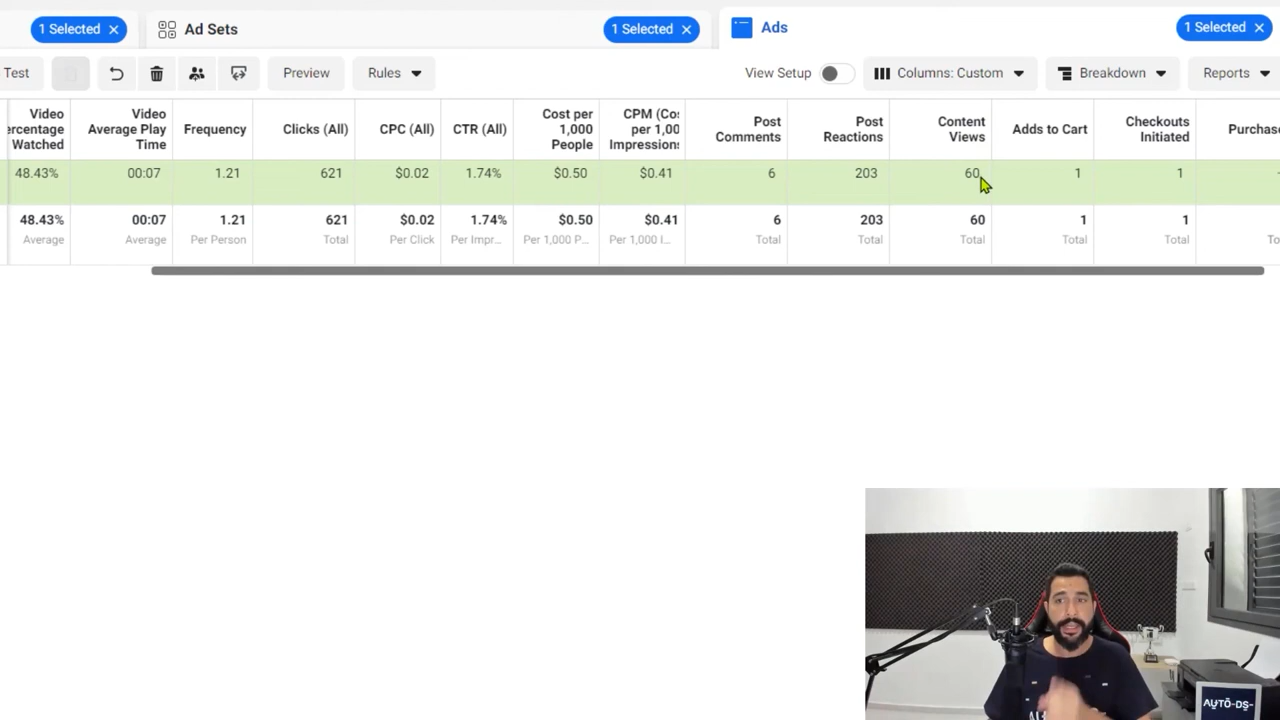 1 Selected
Ad Sets
1 Selected
Ads
1 Selected
Test
Preview
Rules
View Setup
Columns: Custom
Breakdown
Reports
Video
ercentage
Watched
Video
Average Play
Time
Frequency
Clicks (All)
CPC (All)
CTR (All)
Cost per
1,000
People
CPM (Cos
per 1,00
Impressions
Post
Comments
Post
Reactions
Content
Views
Adds to Cart
Checkouts
Initiated
Purchase
48.43% 00:07 1.21 621 $0.02 1.74% $0.50 $0.41 6 203 60 1 1
48.43% 00:07 1.21 621 $0.02 1.74% $0.50 $0.41 6 203 60 1 1
Average Average Per Person Total Per Click Per Impr... Per 1,000 P... Per 1,000 I... Total Total Total Total Total To
AUTO-DS-